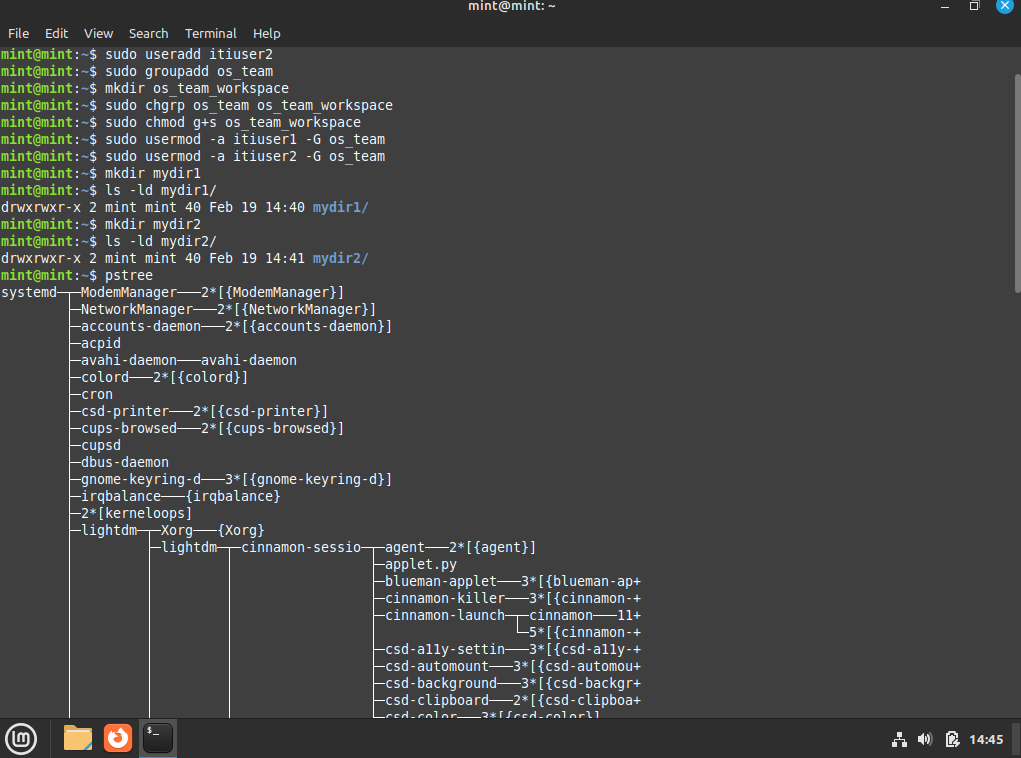 mint@mint: ~
File Edit View Search Terminal Help
mint@mint:~$ sudo useradd itiuser2
mint@mint:~$ sudo groupadd os_team
mint@mint:~$ mkdir os_team_workspace
mint@mint:~$ sudo chgrp os_team os_team_workspace
mint@mint:~$ sudo chmod g+s os_team_workspace
mint@mint:~$ sudo usermod -a itiuser1 -G os_team
mint@mint:~$ sudo usermod -a itiuser2 -G os_team
mint@mint:~$ mkdir mydir1
mint@mint:~$ ls -ld mydir1/
drwxrwxr-x 2 mint mint 40 Feb 19 14:40 mydir1/
mint@mint:~$ mkdir mydir2
mint@mint:~$ ls -ld mydir2/
drwxrwxr-x 2 mint mint 40 Feb 19 14:41 mydir2/
mint@mint:~$ pstree
systemd─┬─ModemManager───2*[{ModemManager}]
├─NetworkManager───2*[{NetworkManager}]
├─accounts-daemon───2*[{accounts-daemon}]
├─acpid
├─avahi-daemon───avahi-daemon
├─colord───2*[{colord}]
├─cron
├─csd-printer───2*[{csd-printer}]
├─cups-browsed───2*[{cups-browsed}]
├─cupsd
├─dbus-daemon
├─gnome-keyring-d───3*[{gnome-keyring-d}]
├─irqbalance───{irqbalance}
├─2*[kerneloops]
├─lightdm─┬─Xorg───{Xorg}
│ ├─lightdm─┬─cinnamon-sessio─┬─agent───2*[{agent}]
│ │ │ ├─applet.py
│ │ │ ├─blueman-applet───3*[{blueman-ap+
│ │ │ ├─cinnamon-killer───3*[{cinnamon-+
│ │ │ ├─cinnamon-launch─┬─cinnamon───11+
│ │ │ │ └─5*[{cinnamon-+
│ │ │ ├─csd-a11y-settin───3*[{csd-a11y-+
│ │ │ ├─csd-automount───3*[{csd-automou+
│ │ │ ├─csd-background───3*[{csd-backgr+
│ │ │ ├─csd-clipboard───2*[{csd-clipboa+
│ │ │ ├─csd-color───3*[{csd-color}]
14:45